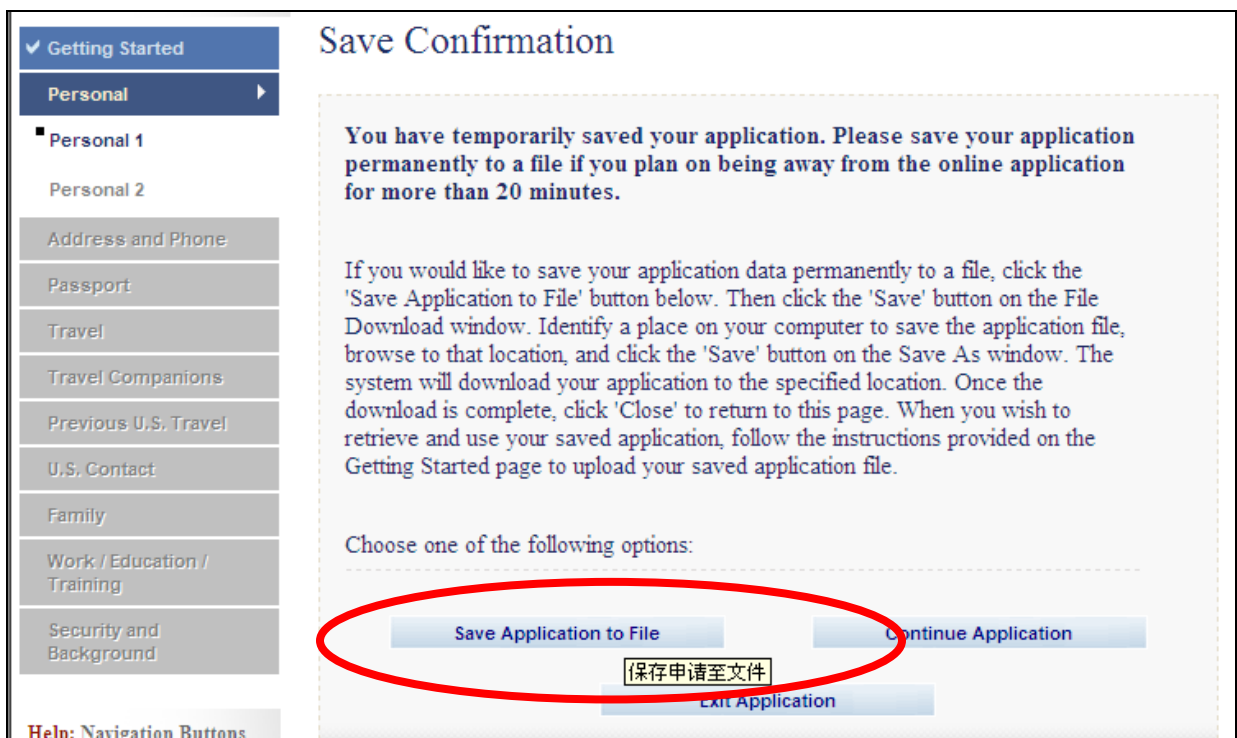 Getting Started
Personal
Personal 1
Personal 2
Address and Phone
Passport
Travel
Travel Companions
Previous U.S. Travel
U.S. Contact
Family
Work / Education /
Training
Security and
Background
Help: Navigation Buttons
Save Confirmation
You have temporarily saved your application. Please save your application
permanently to a file if you plan on being away from the online application
for more than 20 minutes.
If you would like to save your application data permanently to a file, click the
'Save Application to File' button below. Then click the 'Save' button on the File
Download window. Identify a place on your computer to save the application file,
browse to that location, and click the 'Save' button on the Save As window. The
system will download your application to the specified location. Once the
download is complete, click 'Close' to return to this page. When you wish to
retrieve and use your saved application, follow the instructions provided on the
Getting Started page to upload your saved application file.
Choose one of the following options:
Save Application to File
Continue Application
保存申请至文件
Exit Application